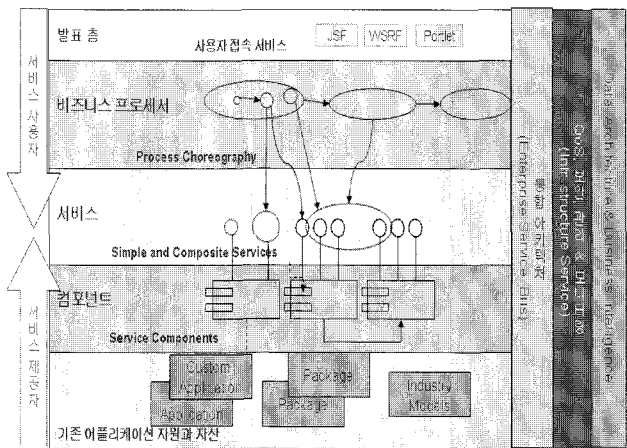 발표 층
사용자 접속 서비스
JSF
WSRF
Portlet
서비스 사용자
비즈니스 프로세서
Process Choreography
서비스
Simple and Composite Services
컴포넌트
Service Components
서비스 제공자
Custom
Application
Application
Package
Package
Industry
Models
기존 어플리케이션 자원과 자산
통합 아키텍처
(Enterprise Service Bus)
QoS, 보안, 관리 & 모니터링
(Infrastructure Service)
Data Architecture & Business Intelligence